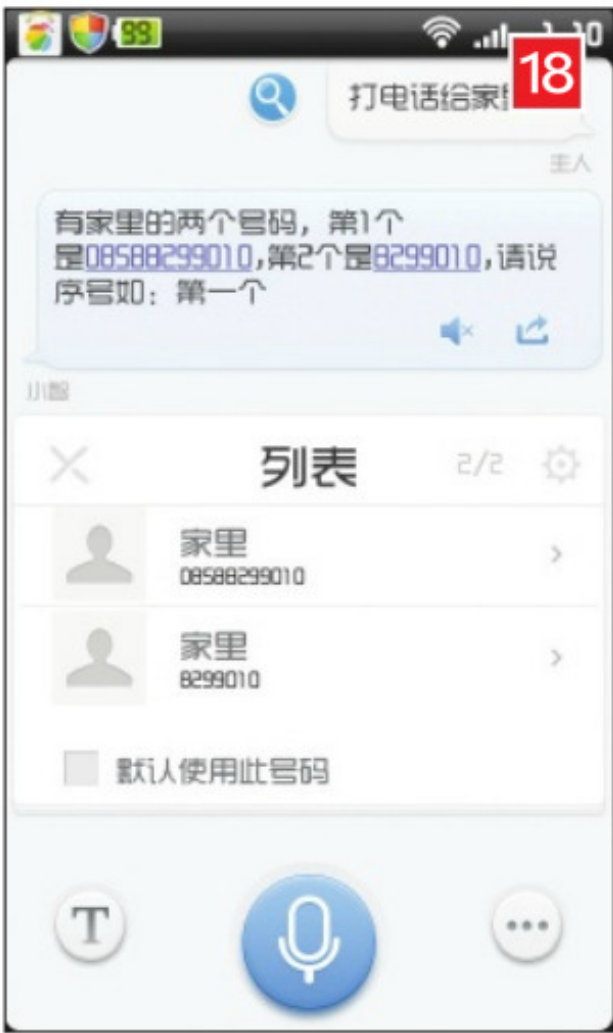 99
18
打电话给家
主人
有家里的两个号码，第1个
是08588299010,第2个是8299010,请说
序号如：第一个
小智
列表 2/2
家里
08588299010
家里
8299010
默认使用此号码
T